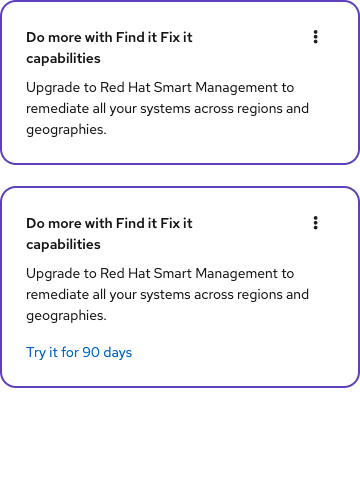 Do more with Find it Fix it
capabilities
Upgrade to Red Hat Smart Management to
remediate all your systems across regions and
geographies.
Do more with Find it Fix it
capabilities
Upgrade to Red Hat Smart Management to
remediate all your systems across regions and
geographies.
Try it for 90 days